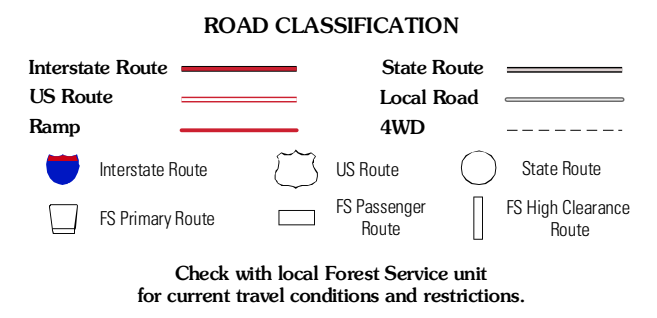 ROAD CLASSIFICATION
Interstate Route
State Route
US Route
Local Road
Ramp
4WD
Interstate Route
US Route
State Route
FS Primary Route
FS Passenger
Route
FS High Clearance
Route
Check with local Forest Service unit
for current travel conditions and restrictions.